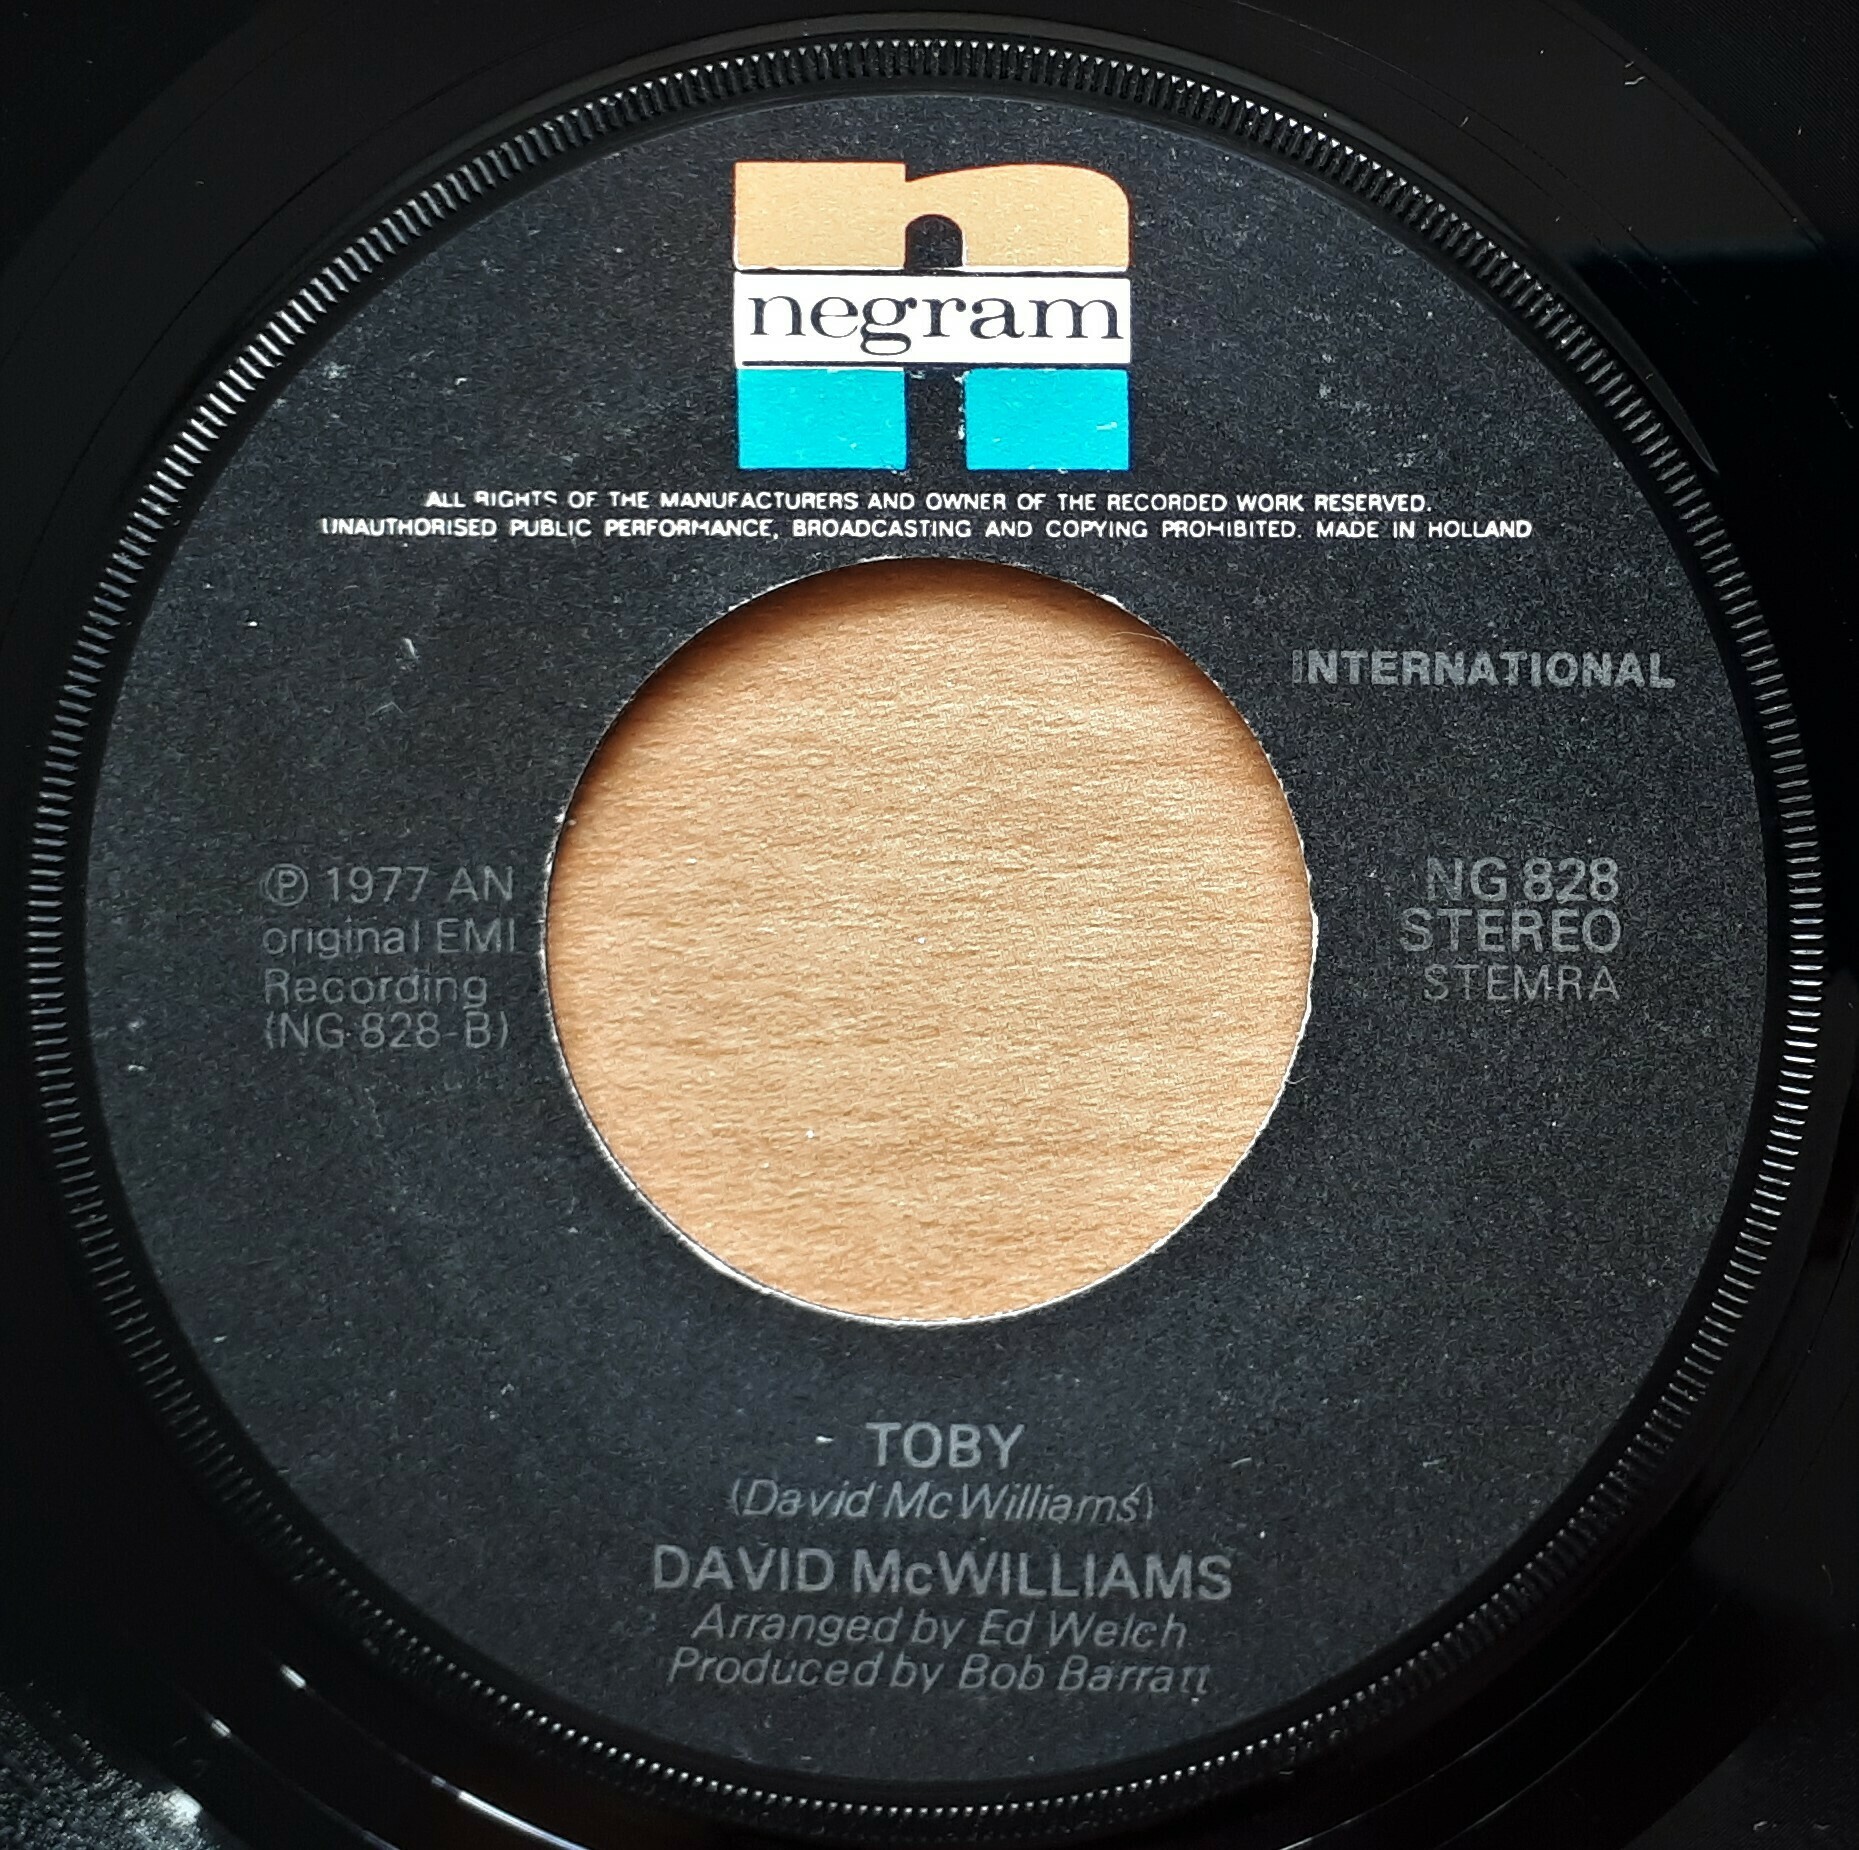 negram
ALL RIGHTS OF THE MANUFACTURERS AND OWNER OF THE RECORDED WORK RESERVED.
UNAUTHORISED PUBLIC PERFORMANCE, BROADCASTING AND COPYING PROHIBITED. MADE IN HOLLAND
INTERNATIONAL
℗ 1977 AN
original EMI
Recording
(NG 828-B)
NG 828
STEREO
STEMRA
TOBY
(David McWilliams)
DAVID McWILLIAMS
Arranged by Ed Welch
Produced by Bob Barratt